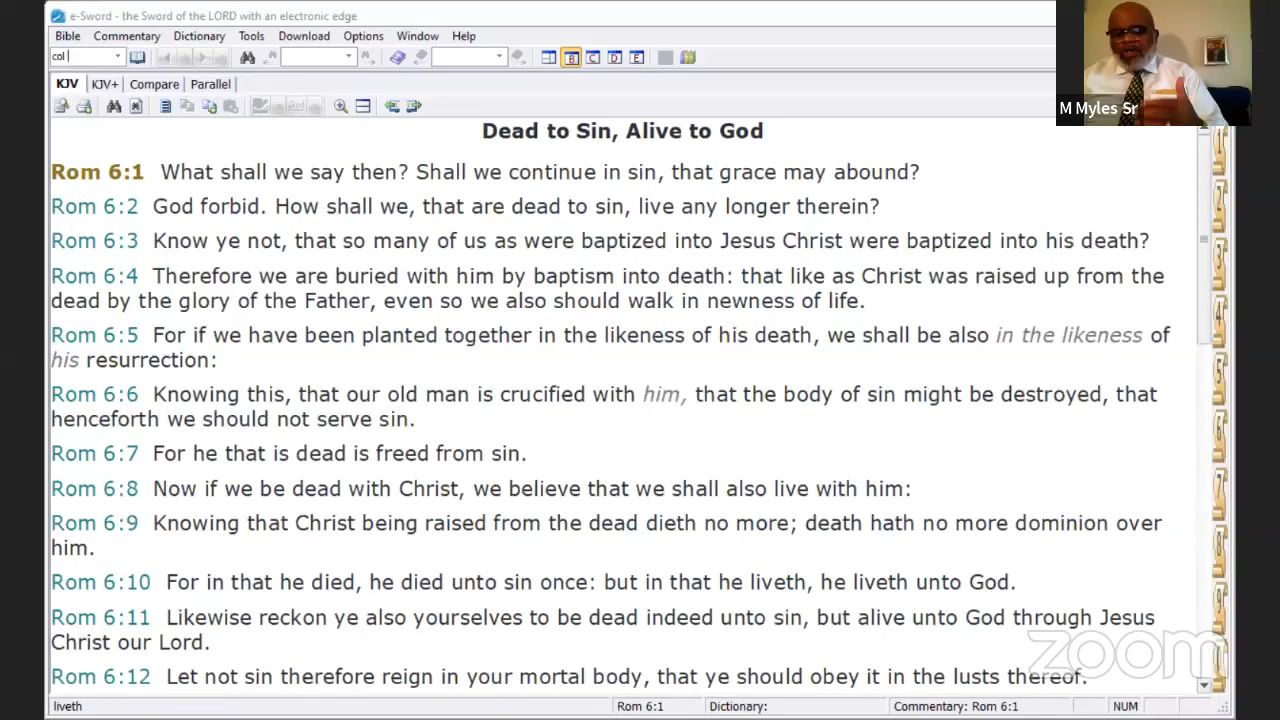 e-Sword - the Sword of the LORD with an electronic edge
Bible Commentary Dictionary Tools Download Options Window Help
col
B C D E
KJV KJV+ Compare Parallel
M Myles Sr
Dead to Sin, Alive to God
Rom 6:1 What shall we say then? Shall we continue in sin, that grace may abound?
Rom 6:2 God forbid. How shall we, that are dead to sin, live any longer therein?
Rom 6:3 Know ye not, that so many of us as were baptized into Jesus Christ were baptized into his death?
Rom 6:4 Therefore we are buried with him by baptism into death: that like as Christ was raised up from the
dead by the glory of the Father, even so we also should walk in newness of life.
Rom 6:5 For if we have been planted together in the likeness of his death, we shall be also in the likeness of
his resurrection:
Rom 6:6 Knowing this, that our old man is crucified with him, that the body of sin might be destroyed, that
henceforth we should not serve sin.
Rom 6:7 For he that is dead is freed from sin.
Rom 6:8 Now if we be dead with Christ, we believe that we shall also live with him:
Rom 6:9 Knowing that Christ being raised from the dead dieth no more; death hath no more dominion over
him.
Rom 6:10 For in that he died, he died unto sin once: but in that he liveth, he liveth unto God.
Rom 6:11 Likewise reckon ye also yourselves to be dead indeed unto sin, but alive unto God through Jesus
Christ our Lord.
Rom 6:12 Let not sin therefore reign in your mortal body, that ye should obey it in the lusts thereof.
1
2
3
4
5
6
7
8
9
zoom
liveth Rom 6:1 Dictionary: Commentary: Rom 6:1 NUM